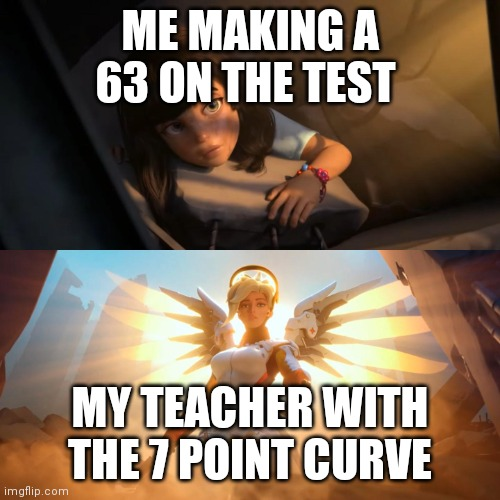 ME MAKING A
63 ON THE TEST
MY TEACHER WITH
THE 7 POINT CURVE
imgflip.com